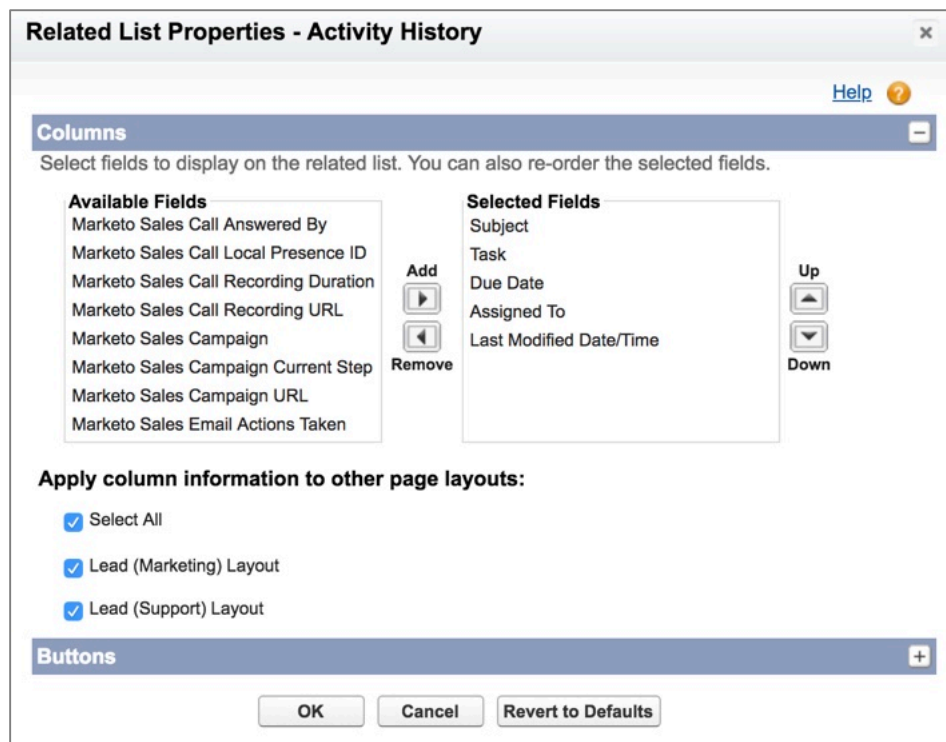 Related List Properties - Activity History
Help
Columns
Select fields to display on the related list. You can also re-order the selected fields.
Available Fields
Marketo Sales Call Answered By
Marketo Sales Call Local Presence ID
Marketo Sales Call Recording Duration
Marketo Sales Call Recording URL
Marketo Sales Campaign
Marketo Sales Campaign Current Step
Marketo Sales Campaign URL
Marketo Sales Email Actions Taken
Add
Remove
Selected Fields
Subject
Task
Due Date
Assigned To
Last Modified Date/Time
Up
Down
Apply column information to other page layouts:
Select All
Lead (Marketing) Layout
Lead (Support) Layout
Buttons
OK
Cancel
Revert to Defaults